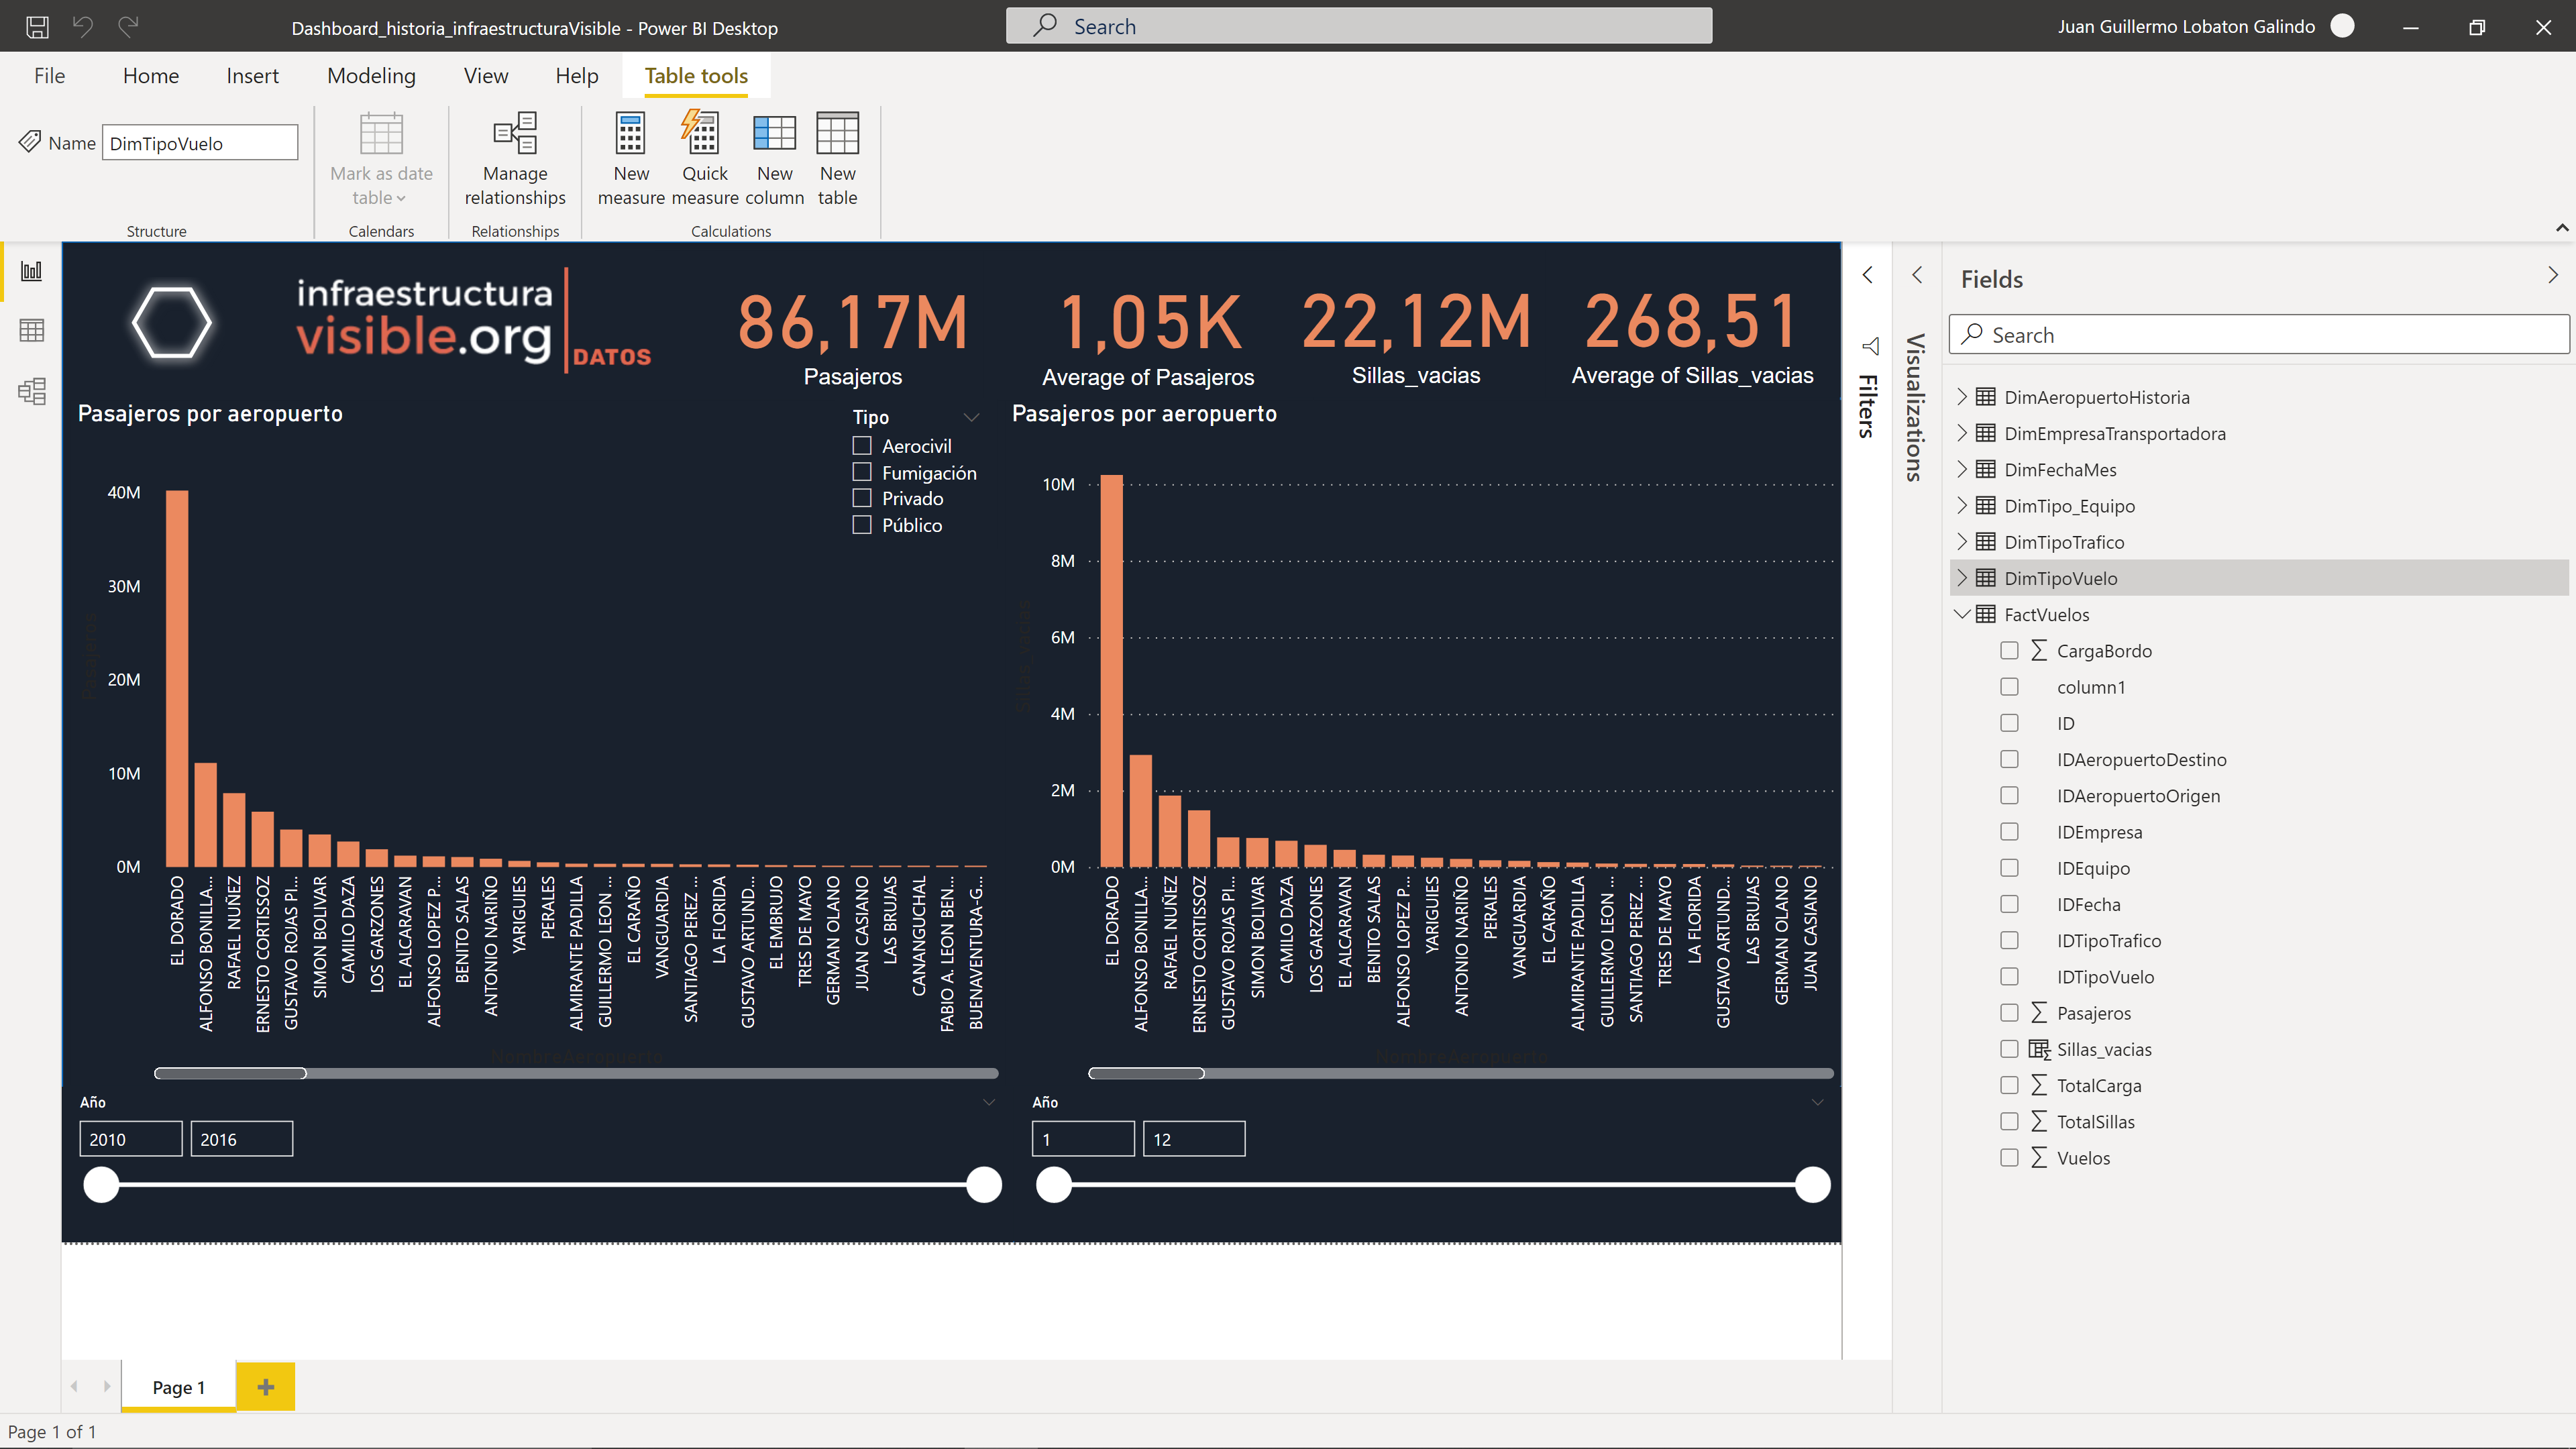 Dashboard_historia_infraestructuraVisible - Power BI Desktop
Search
Juan Guillermo Lobaton Galindo
File Home Insert Modeling View Help Table tools
Name DimTipoVuelo
Mark as date table
Manage relationships
New measure
Quick measure
New column
New table
Structure Calendars Relationships Calculations
infraestructura
visible.org
DATOS
86,17M
Pasajeros
1,05K
Average of Pasajeros
22,12M
Sillas_vacias
268,51
Average of Sillas_vacias
Pasajeros por aeropuerto
40M
30M
20M
10M
0M
Pasajeros
EL DORADO
ALFONSO BONILLA...
RAFAEL NUÑEZ
ERNESTO CORTISSOZ
GUSTAVO ROJAS PI...
SIMON BOLIVAR
CAMILO DAZA
LOS GARZONES
EL ALCARAVAN
ALFONSO LOPEZ P...
BENITO SALAS
ANTONIO NARIÑO
YARIGUIES
PERALES
ALMIRANTE PADILLA
GUILLERMO LEON ...
EL CARAÑO
VANGUARDIA
SANTIAGO PEREZ ...
LA FLORIDA
GUSTAVO ARTUND...
EL EMBRUJO
TRES DE MAYO
GERMAN OLANO
JUAN CASIANO
LAS BRUJAS
CANANGUCHAL
FABIO A. LEON BEN...
BUENAVENTURA-G...
NombreAeropuerto
Tipo
Aerocivil
Fumigación
Privado
Público
Pasajeros por aeropuerto
10M
8M
6M
4M
2M
0M
Sillas_vacias
EL DORADO
ALFONSO BONILLA...
RAFAEL NUÑEZ
ERNESTO CORTISSOZ
GUSTAVO ROJAS PI...
SIMON BOLIVAR
CAMILO DAZA
LOS GARZONES
EL ALCARAVAN
BENITO SALAS
ALFONSO LOPEZ P...
YARIGUIES
ANTONIO NARIÑO
PERALES
VANGUARDIA
EL CARAÑO
ALMIRANTE PADILLA
GUILLERMO LEON ...
SANTIAGO PEREZ ...
TRES DE MAYO
LA FLORIDA
GUSTAVO ARTUND...
LAS BRUJAS
GERMAN OLANO
JUAN CASIANO
NombreAeropuerto
Año
2010 2016
Año
1 12
Filters
Visualizations
Fields
Search
DimAeropuertoHistoria
DimEmpresaTransportadora
DimFechaMes
DimTipo_Equipo
DimTipoTrafico
DimTipoVuelo
FactVuelos
CargaBordo
column1
ID
IDAeropuertoDestino
IDAeropuertoOrigen
IDEmpresa
IDEquipo
IDFecha
IDTipoTrafico
IDTipoVuelo
Pasajeros
Sillas_vacias
TotalCarga
TotalSillas
Vuelos
Page 1
Page 1 of 1